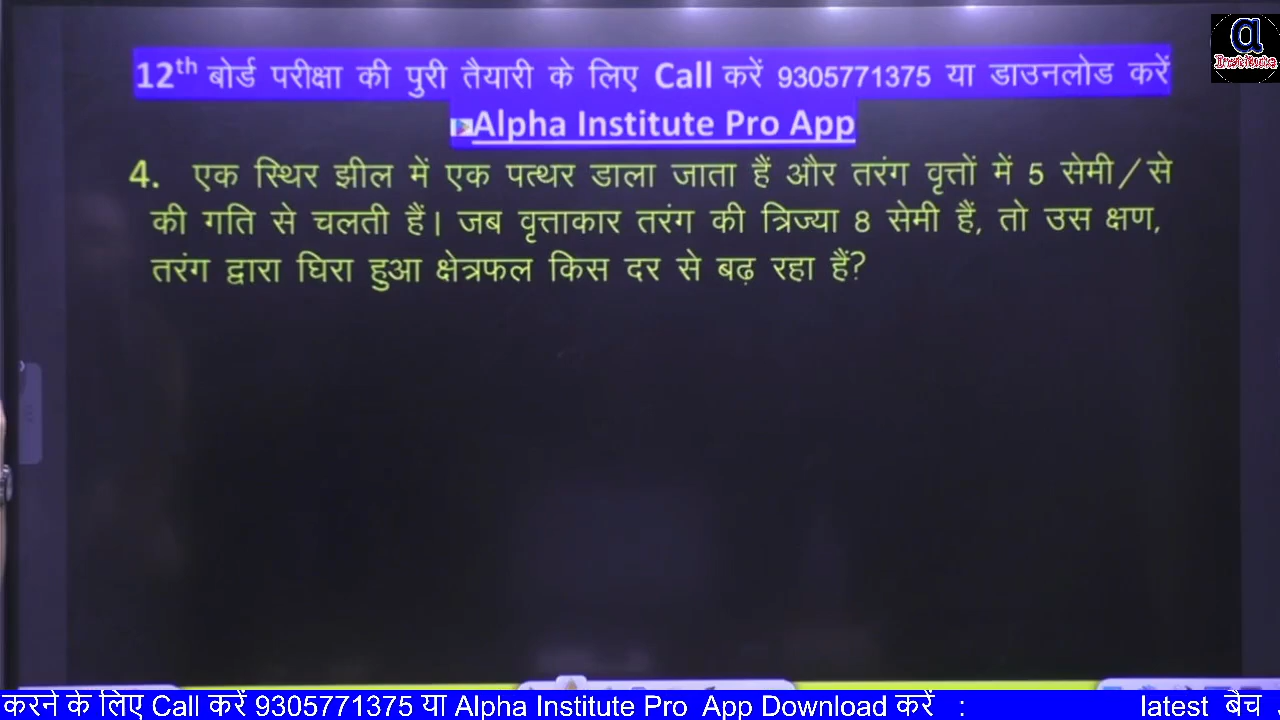 α
Institute
12th बोर्ड परीक्षा की पुरी तैयारी के लिए Call करें 9305771375 या डाउनलोड करें
Alpha Institute Pro App
4. एक स्थिर झील में एक पत्थर डाला जाता हैं और तरंग वृत्तों में 5 सेमी/से
की गति से चलती हैं। जब वृत्ताकार तरंग की त्रिज्या 8 सेमी हैं, तो उस क्षण,
तरंग द्वारा घिरा हुआ क्षेत्रफल किस दर से बढ़ रहा हैं?
करने के लिए Call करें 9305771375 या Alpha Institute Pro App Download करें : latest बैच